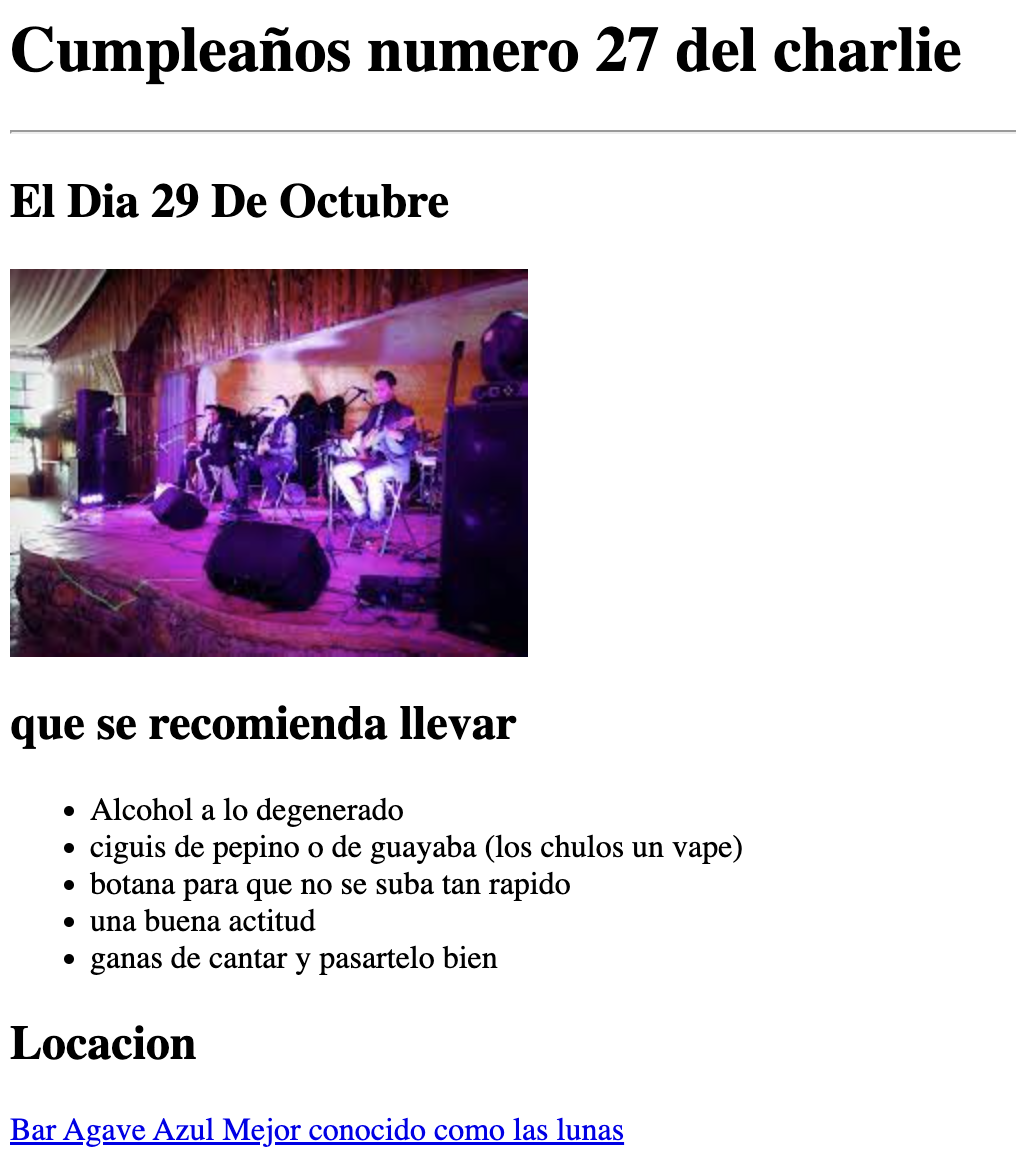 Cumpleaños numero 27 del charlie
El Dia 29 De Octubre
que se recomienda llevar
Alcohol a lo degenerado
ciguis de pepino o de guayaba (los chulos un vape)
botana para que no se suba tan rapido
una buena actitud
ganas de cantar y pasartelo bien
Locacion
Bar Agave Azul Mejor conocido como las lunas